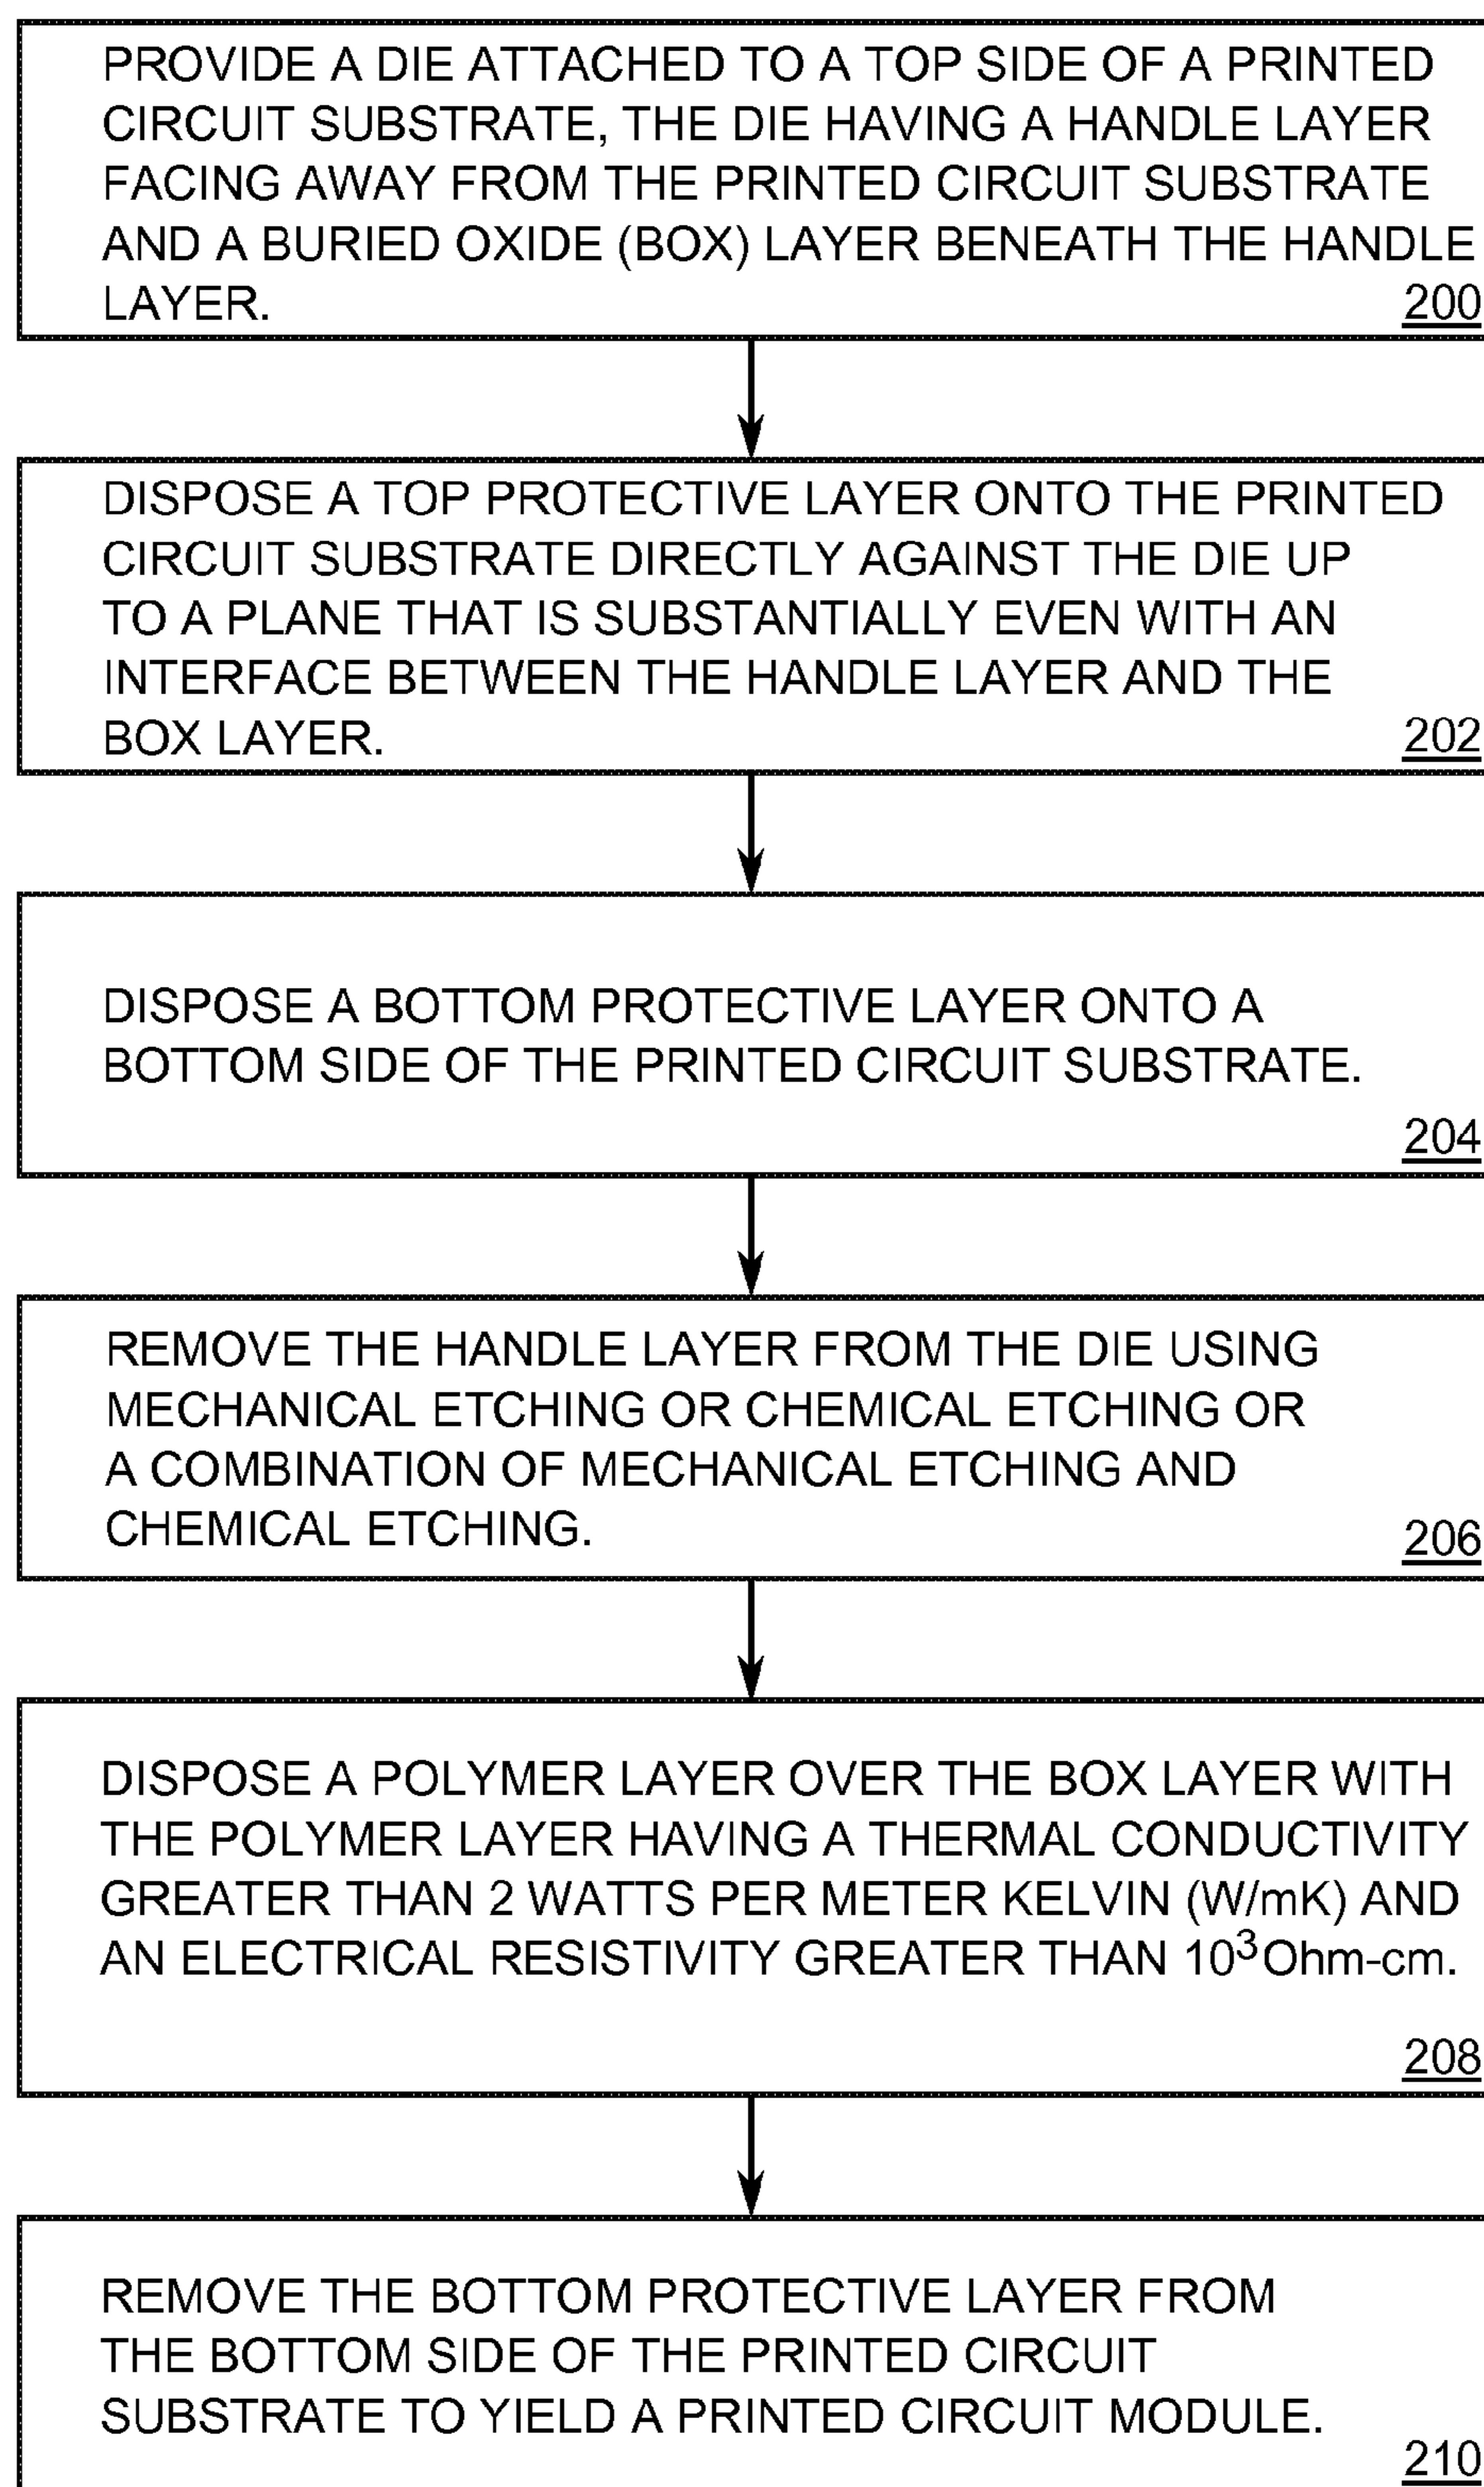 PROVIDE A DIE ATTACHED TO A TOP SIDE OF A PRINTED
CIRCUIT SUBSTRATE, THE DIE HAVING A HANDLE LAYER
FACING AWAY FROM THE PRINTED CIRCUIT SUBSTRATE
AND A BURIED OXIDE (BOX) LAYER BENEATH THE HANDLE
LAYER.
200
DISPOSE A TOP PROTECTIVE LAYER ONTO THE PRINTED
CIRCUIT SUBSTRATE DIRECTLY AGAINST THE DIE UP
TO A PLANE THAT IS SUBSTANTIALLY EVEN WITH AN
INTERFACE BETWEEN THE HANDLE LAYER AND THE
BOX LAYER.
202
DISPOSE A BOTTOM PROTECTIVE LAYER ONTO A
BOTTOM SIDE OF THE PRINTED CIRCUIT SUBSTRATE.
204
REMOVE THE HANDLE LAYER FROM THE DIE USING
MECHANICAL ETCHING OR CHEMICAL ETCHING OR
A COMBINATION OF MECHANICAL ETCHING AND
CHEMICAL ETCHING.
206
DISPOSE A POLYMER LAYER OVER THE BOX LAYER WITH
THE POLYMER LAYER HAVING A THERMAL CONDUCTIVITY
GREATER THAN 2 WATTS PER METER KELVIN (W/mK) AND
AN ELECTRICAL RESISTIVITY GREATER THAN 10³Ohm-cm.
208
REMOVE THE BOTTOM PROTECTIVE LAYER FROM
THE BOTTOM SIDE OF THE PRINTED CIRCUIT
SUBSTRATE TO YIELD A PRINTED CIRCUIT MODULE.
210